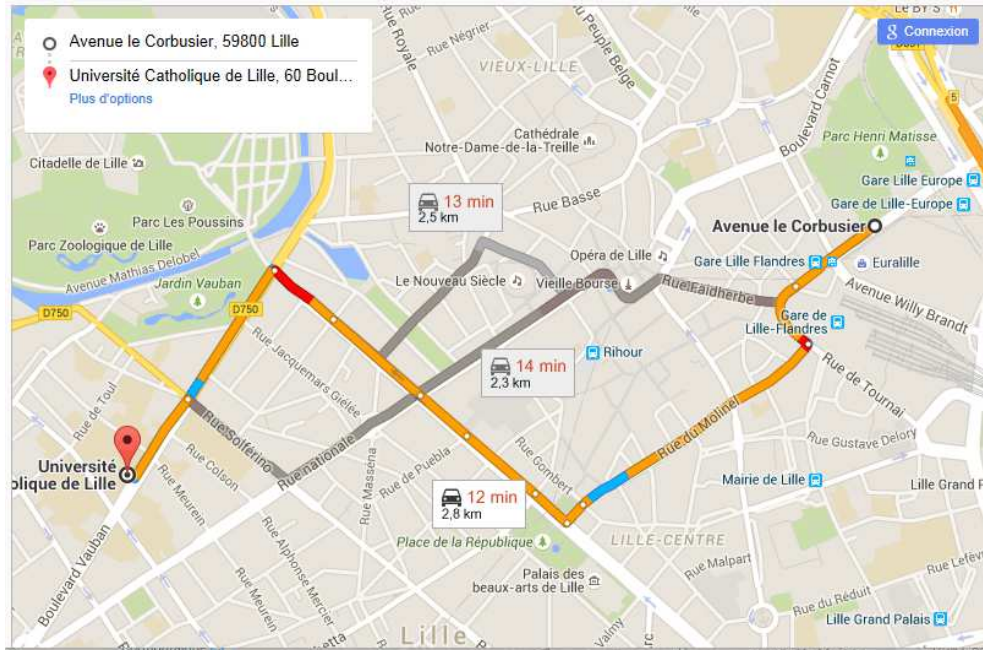 Avenue le Corbusier, 59800 Lille
Université Catholique de Lille, 60 Boul...
Plus d'options
Le BY'S
g Connexion
Rue Négrier
Rue Royale
du Peuple Belge
VIEUX-LILLE
Boulevard Carnot
5
Cathédrale
Notre-Dame-de-la-Treille
Parc Henri Matisse
Citadelle de Lille
Gare Lille Europe
13 min
2,5 km
Rue Basse
Gare de
Lille-Europe
Parc Les Poussins
Avenue le Corbusier
Parc Zoologique de Lille
Avenue Mathias Delobel
Opéra de Lille
Gare Lille Flandres
Euralille
Jardin Vauban
Le Nouveau Siècle
Vieille Bourse
Rue Faidherbe
Avenue Willy Brandt
D750
D750
Gare de
Lille-Flandres
Rue Jacquemars Giélée
Rihour
14 min
2,3 km
Rue de Tournai
Rue de Toul
Rue Solférino
Rue nationale
Rue du Molinel
Rue Gustave Delory
Rue Colson
Rue Masséna
Rue de Puebla
Rue Gombert
Université
olique de Lille
Rue Meurein
12 min
2,8 km
Mairie de Lille
Lille Grand P
Place de la République
LILLE-CENTRE
Boulevard Vauban
Rue Alphonse Mercier
Rue Malpart
Rue Lefèv
Palais des
beaux-arts de Lille
Rue Meurein
Rue du Réduit
Valmy
Lille Grand Palais
Lille